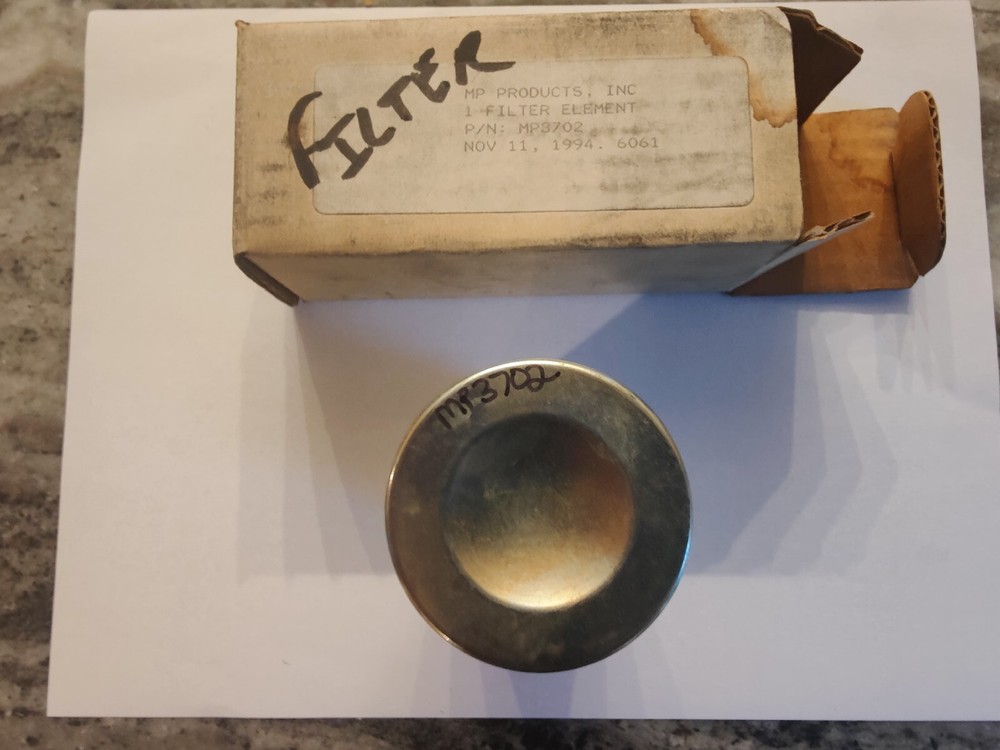 FILTER
MP PRODUCTS, INC
1 FILTER ELEMENT
P/N: MP3702
NOV 11, 1994. 6061
MP3702